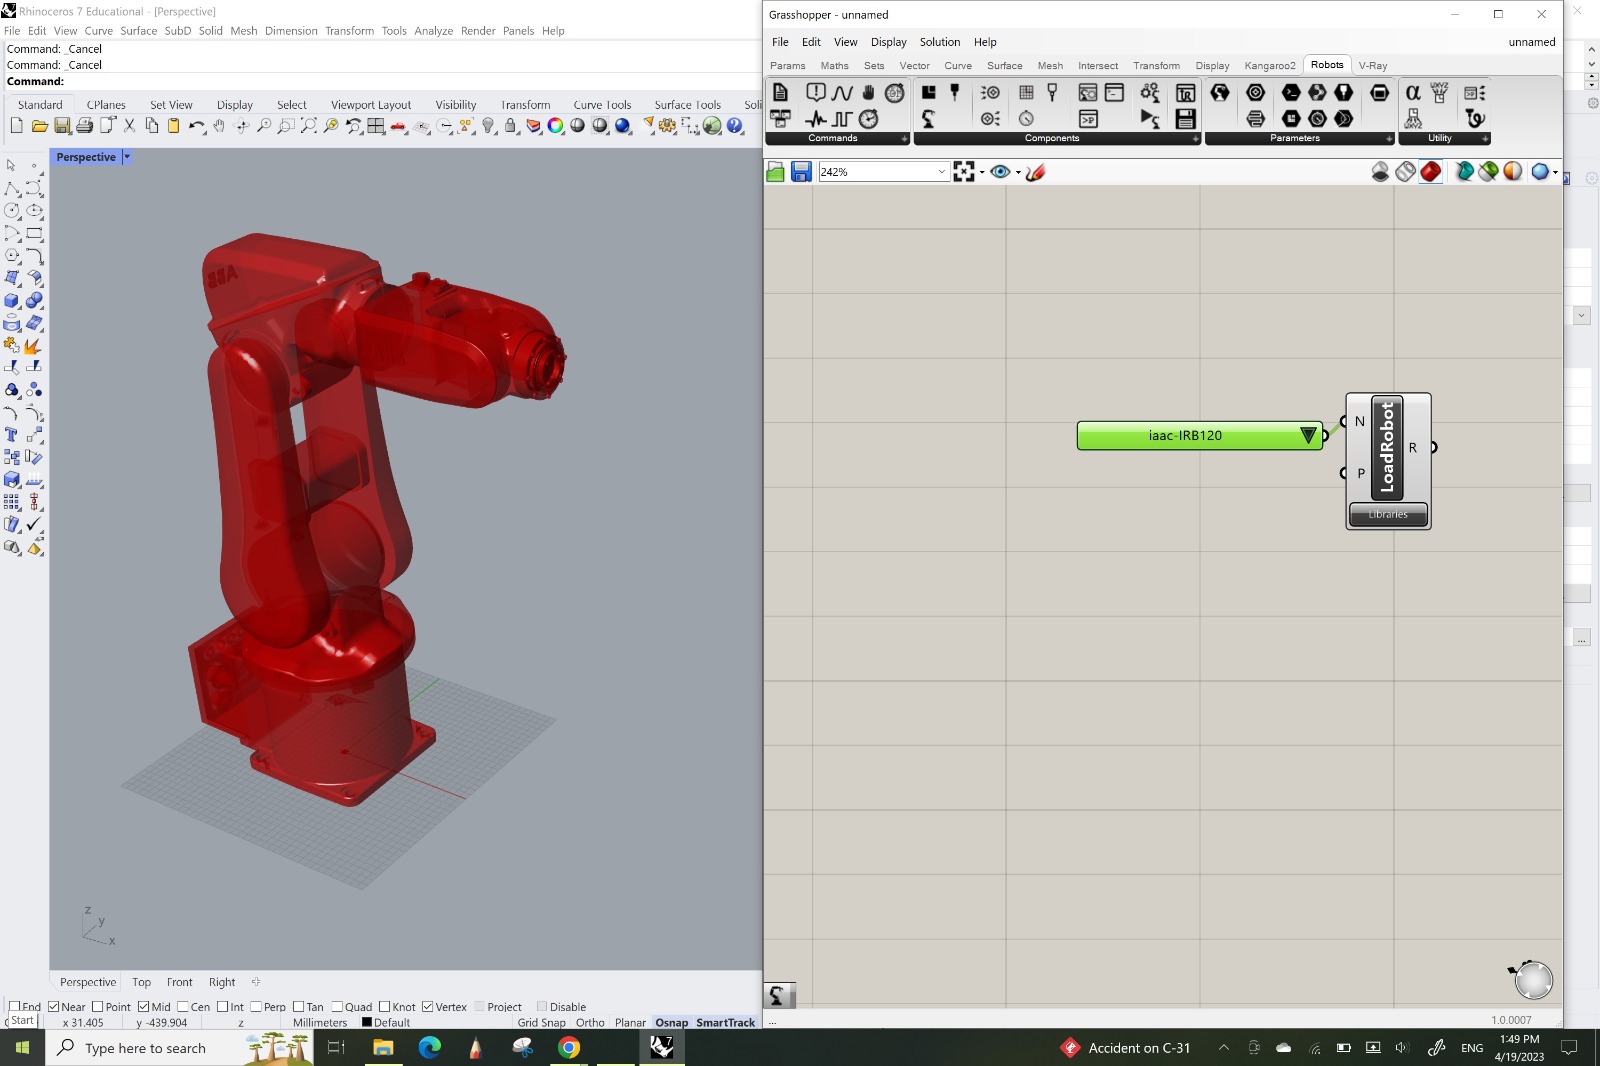 Rhinoceros 7 Educational - [Perspective]
File Edit View Curve Surface SubD Solid Mesh Dimension Transform Tools Analyze Render Panels Help
Command: _Cancel
Command: _Cancel
Command:
Standard CPlanes Set View Display Select Viewport Layout Visibility Transform Curve Tools Surface Tools Soli
Perspective
ABB
z
y
x
Perspective Top Front Right
End Near Point Mid Cen Int Perp Tan Quad Knot Vertex Project Disable
Start x 31.405 y -439.904 z Millimeters Default Grid Snap Ortho Planar Osnap SmartTrack
Grasshopper - unnamed
File Edit View Display Solution Help unnamed
Params Maths Sets Vector Curve Surface Mesh Intersect Transform Display Kangaroo2 Robots V-Ray
Commands Components Parameters Utility
242%
iaac-IRB120
N
P
LoadRobot
R
Libraries
...
1.0.0007
Type here to search
7
Accident on C-31
ENG
1:49 PM
4/19/2023